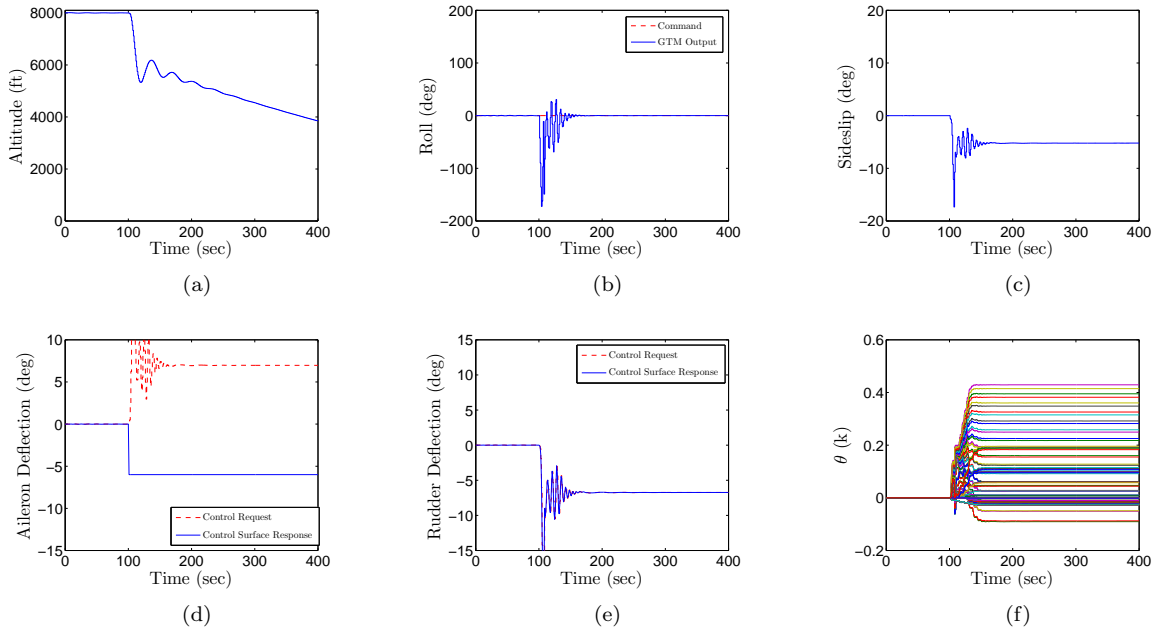 8000
6000
4000
2000
0
Altitude (ft)
0 100 200 300 400
Time (sec)
(a)
200
100
0
−100
−200
Roll (deg)
Command
GTM Output
0 100 200 300 400
Time (sec)
(b)
20
10
0
−10
−20
Sideslip (deg)
0 100 200 300 400
Time (sec)
(c)
10
5
0
−5
−10
−15
Aileron Deflection (deg)
Control Request
Control Surface Response
0 100 200 300 400
Time (sec)
(d)
15
10
5
0
−5
−10
−15
Rudder Deflection (deg)
Control Request
Control Surface Response
0 100 200 300 400
Time (sec)
(e)
0.6
0.4
0.2
0
−0.2
θ (k)
0 100 200 300 400
Time (sec)
(f)